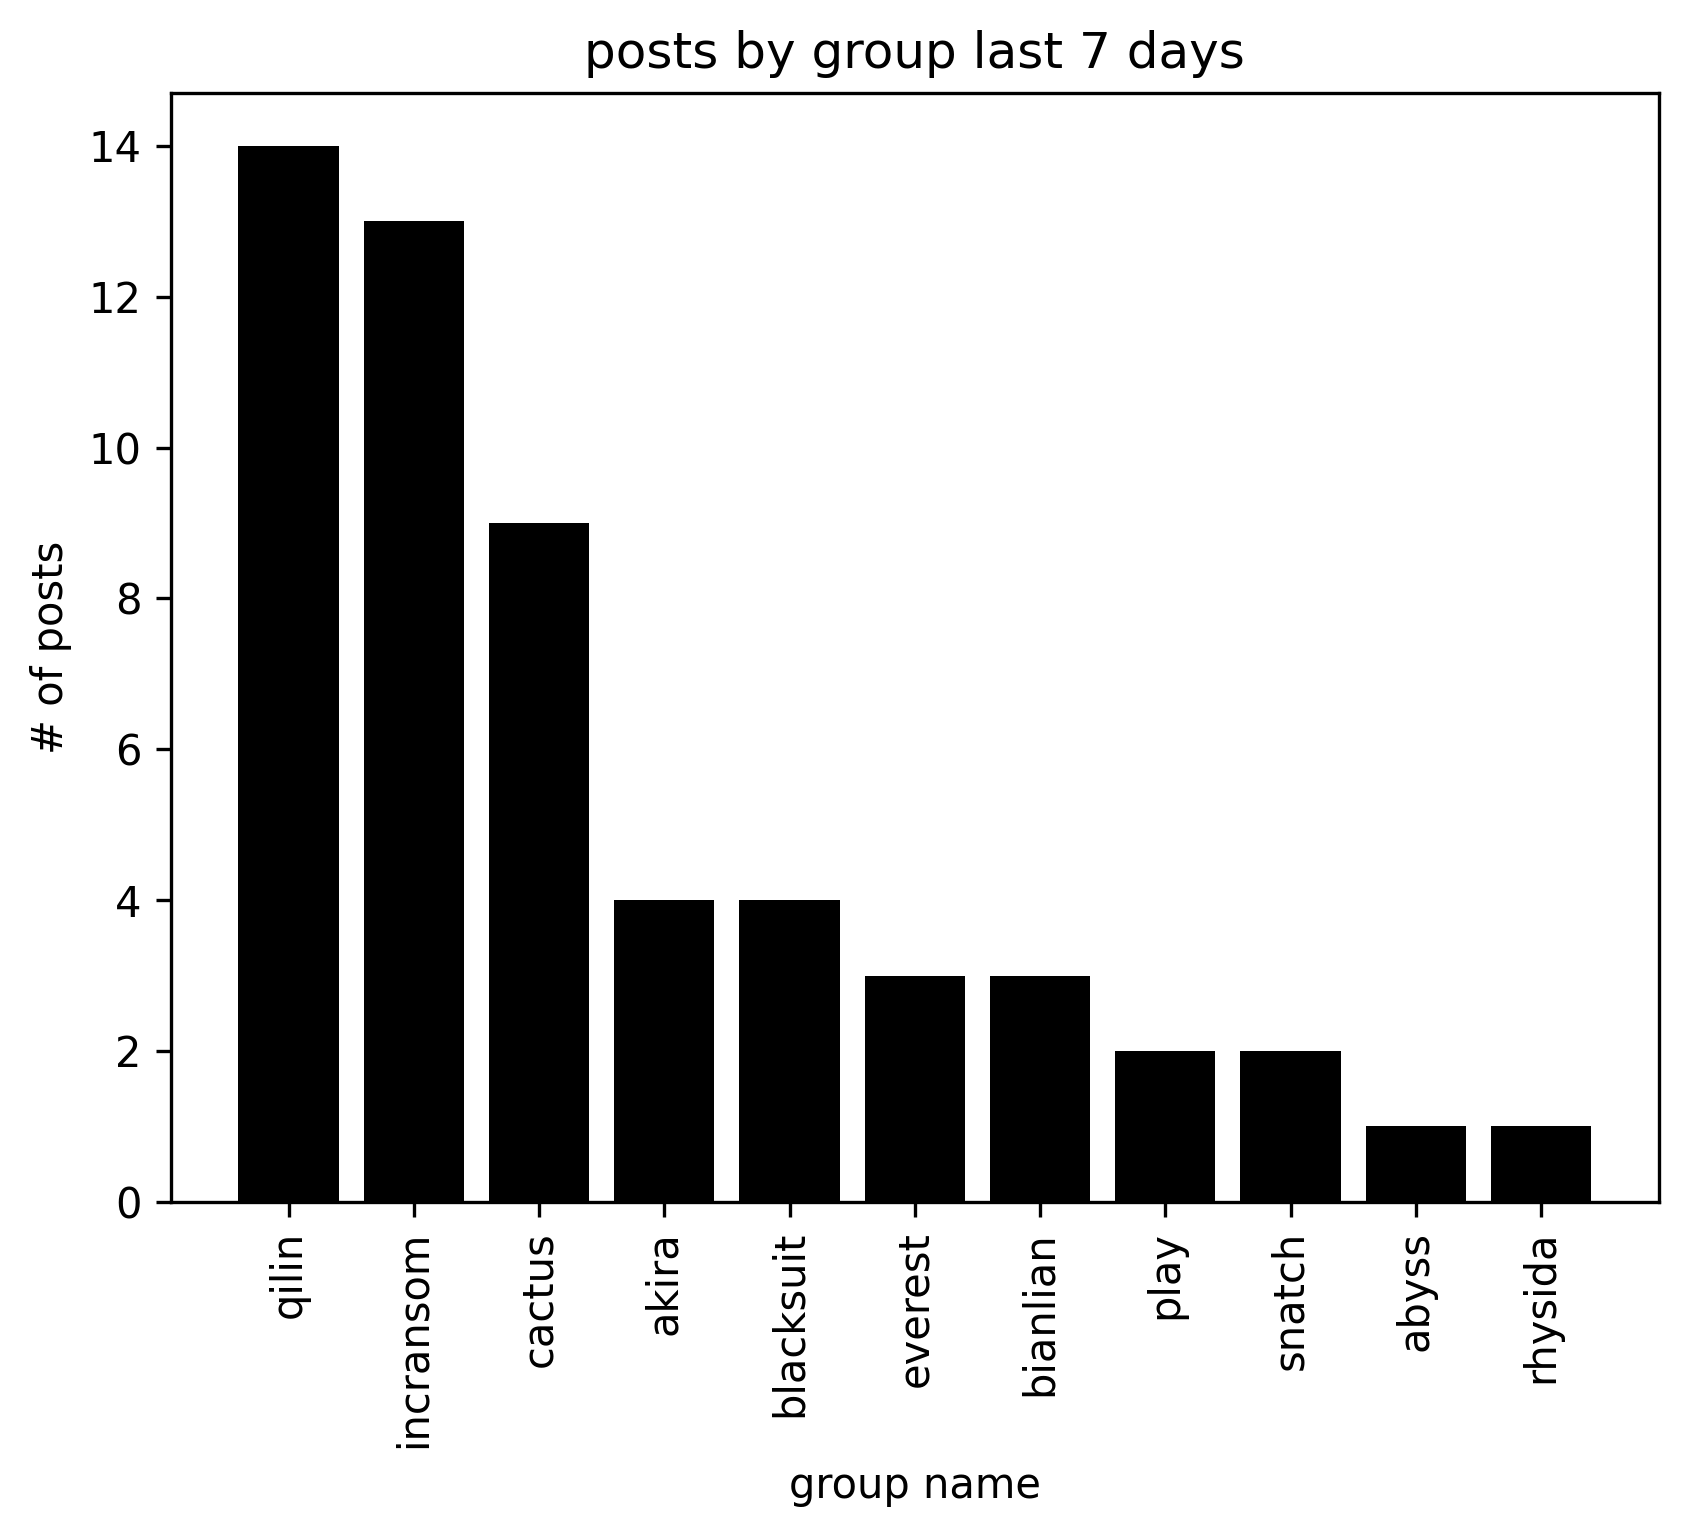 posts by group last 7 days
14
12
10
8
6
4
2
0
# of posts
qilin
incransom
cactus
akira
blacksuit
everest
bianlian
play
snatch
abyss
rhysida
group name